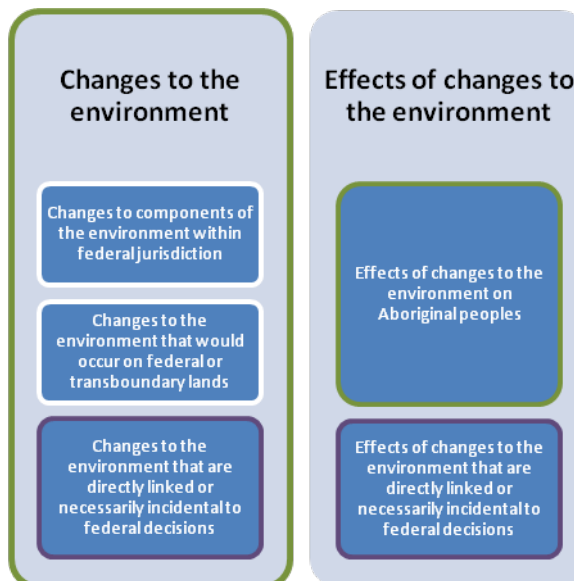 Changes to the
environment
Changes to components of
the environment within
federal jurisdiction
Changes to the
environment that would
occur on federal or
transboundary lands
Changes to the
environment that are
directly linked or
necessarily incidental to
federal decisions
Effects of changes to
the environment
Effects of changes to the
environment on
Aboriginal peoples
Effects of changes to the
environment that are
directly linked or
necessarily incidental to
federal decisions